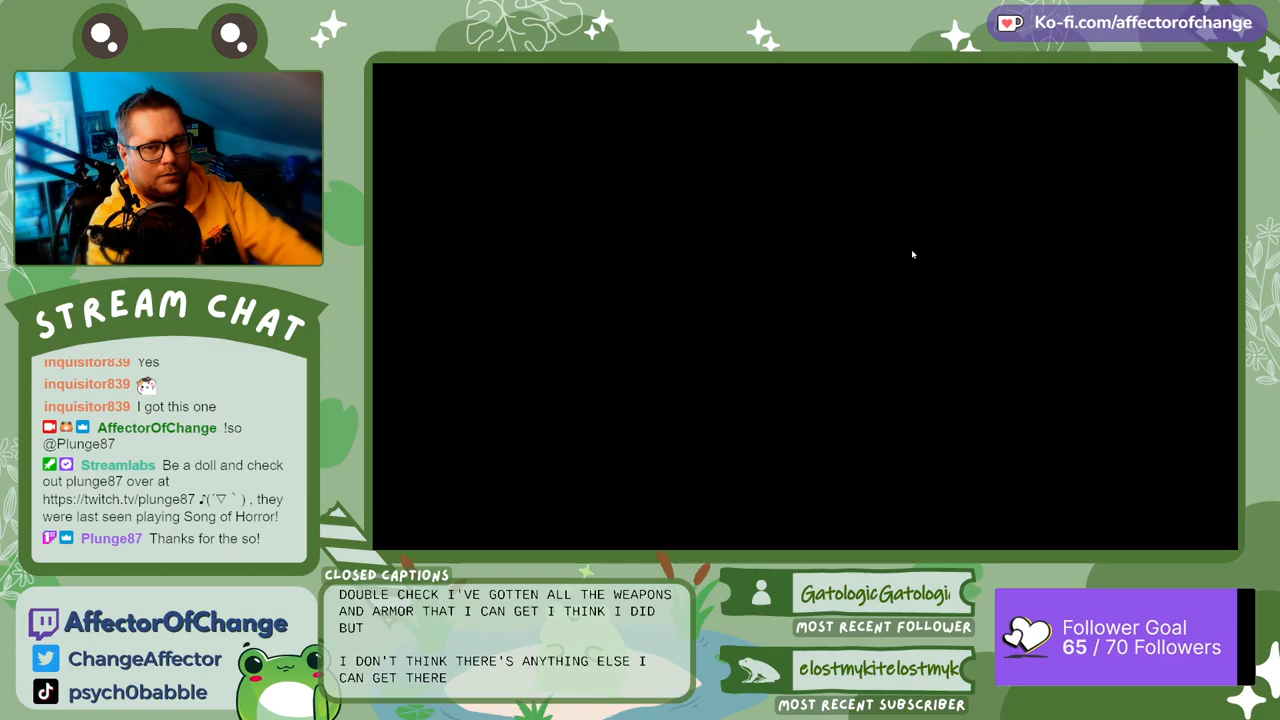 Ko-fi.com/affectorofchange
STREAM CHAT
inquisitor839 Yes
inquisitor839
inquisitor839 I got this one
AffectorOfChange !so
@Plunge87
Streamlabs Be a doll and check
out plunge87 over at
https://twitch.tv/plunge87 ♪(´▽｀) , they
were last seen playing Song of Horror!
Plunge87 Thanks for the so!
AffectorOfChange
ChangeAffector
psych0babble
CLOSED CAPTIONS
DOUBLE CHECK I'VE GOTTEN ALL THE WEAPONS
AND ARMOR THAT I CAN GET I THINK I DID
BUT
I DON'T THINK THERE'S ANYTHING ELSE I
CAN GET THERE
GatologicGatologi
MOST RECENT FOLLOWER
elostmykitelostmyk
MOST RECENT SUBSCRIBER
Follower Goal
65 / 70 Followers